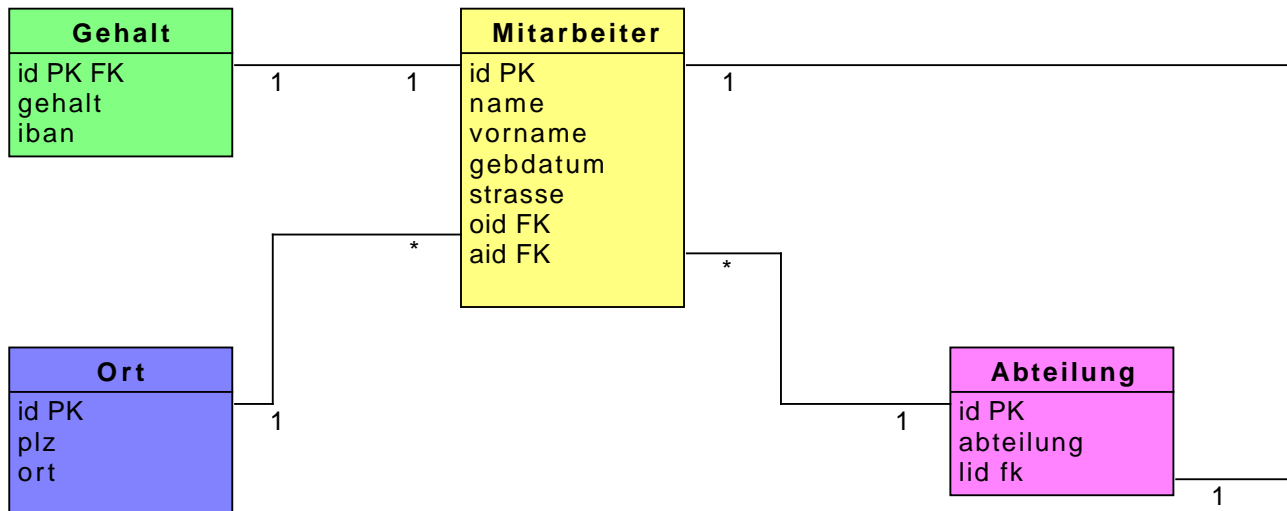 Gehalt
id PK FK
gehalt
iban
1
1
Mitarbeiter
id PK
name
vorname
gebdatum
strasse
oid FK
aid FK
1
*
*
Ort
id PK
plz
ort
1
1
Abteilung
id PK
abteilung
lid fk
1